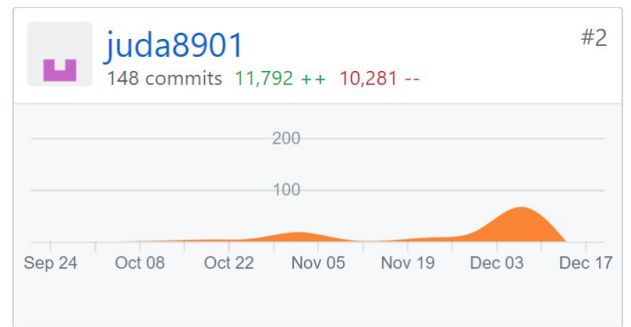 juda8901
#2
148 commits 11,792 ++ 10,281 --
200
100
Sep 24 Oct 08 Oct 22 Nov 05 Nov 19 Dec 03 Dec 17